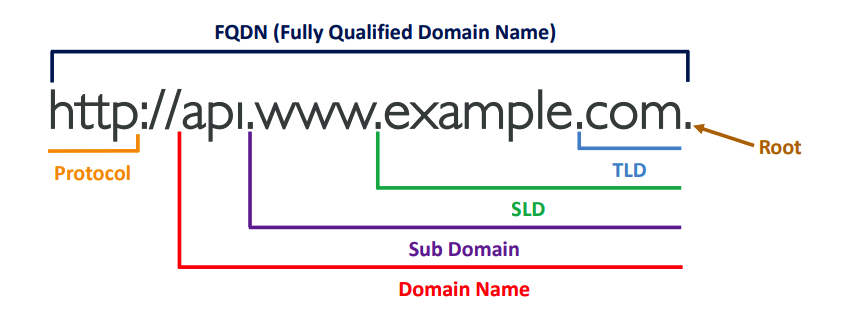 FQDN (Fully Qualified Domain Name)
http://api.www.example.com.
Root
Protocol
TLD
SLD
Sub Domain
Domain Name